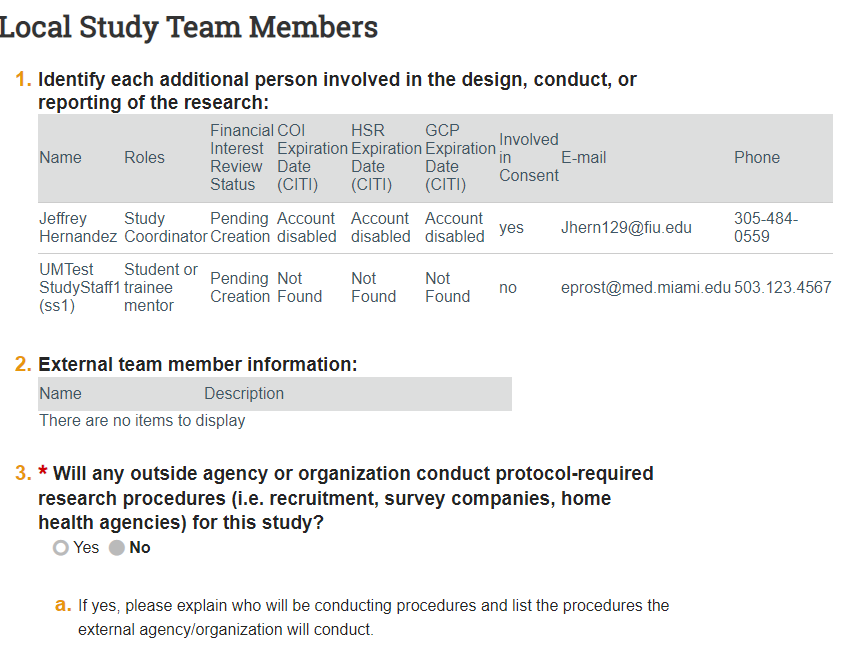 Local Study Team Members
1. Identify each additional person involved in the design, conduct, or
reporting of the research:
Name Roles Financial Interest Review Status COI Expiration Date (CITI) HSR Expiration Date (CITI) GCP Expiration Date (CITI) Involved in Consent E-mail Phone
Jeffrey Hernandez Study Coordinator Pending Creation Account disabled Account disabled Account disabled yes Jhern129@fiu.edu 305-484-0559
UMTest StudyStaff1 (ss1) Student or trainee mentor Pending Creation Not Found Not Found Not Found no eprost@med.miami.edu 503.123.4567
2. External team member information:
Name Description
There are no items to display
3. * Will any outside agency or organization conduct protocol-required
research procedures (i.e. recruitment, survey companies, home
health agencies) for this study?
Yes No
a. If yes, please explain who will be conducting procedures and list the procedures the
external agency/organization will conduct.